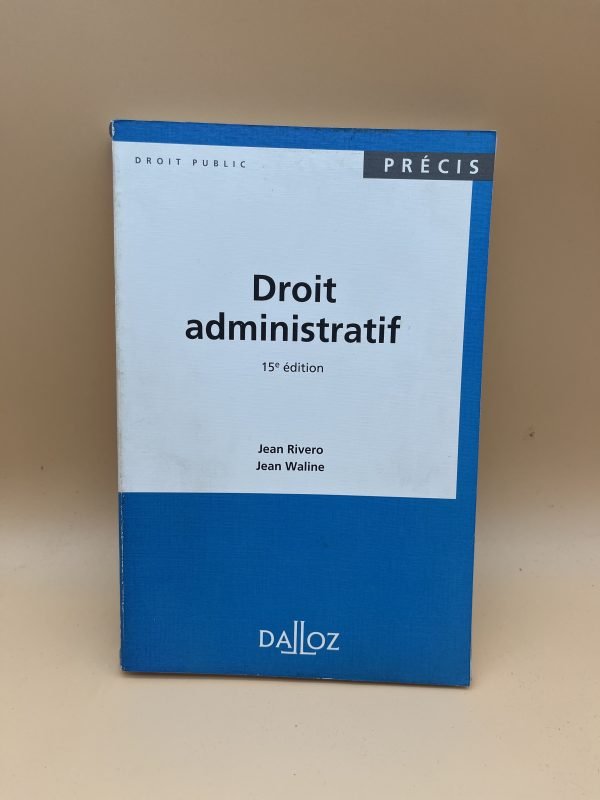 DROIT PUBLIC
PRÉCIS
Droit
administratif
15e édition
Jean Rivero
Jean Waline
DALLOZ